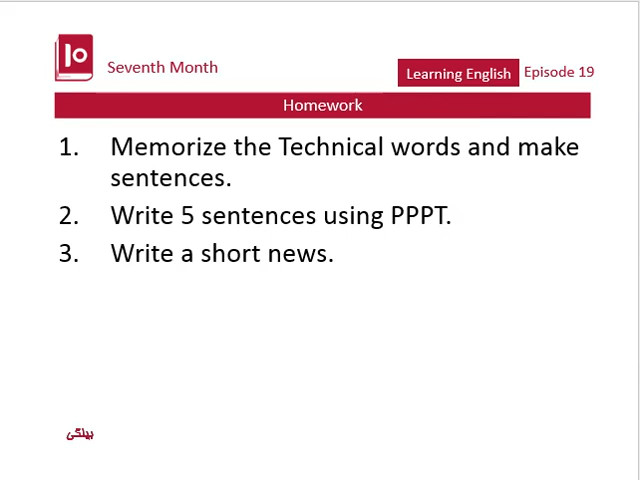 Seventh Month
Learning English Episode 19
Homework
1. Memorize the Technical words and make
sentences.
2. Write 5 sentences using PPPT.
3. Write a short news.
بیلگی